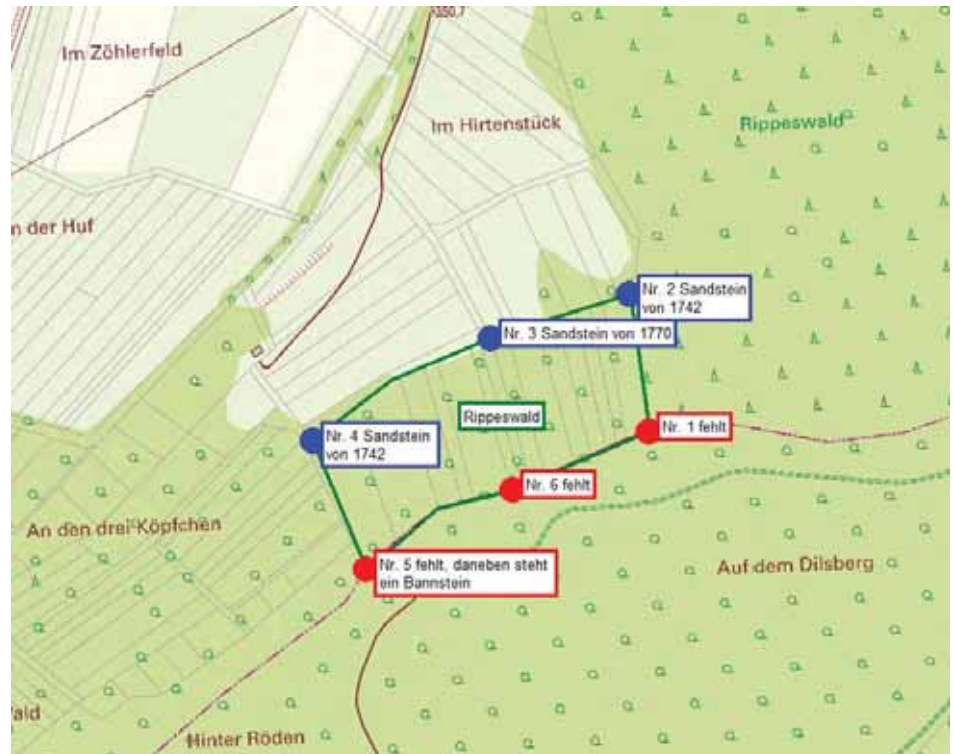 350,7
Im Zöhlerfeld
Im Hirtenstück
Rippeswald
der Huf
Nr. 2 Sandstein
von 1742
Nr. 3 Sandstein von 1770
Rippeswald
Nr. 1 fehlt
Nr. 4 Sandstein
von 1742
Nr. 6 fehlt
An den drei Köpfchen
Nr. 5 fehlt, daneben steht
ein Bannstein
Auf dem Dilsberg
Hinter Röden